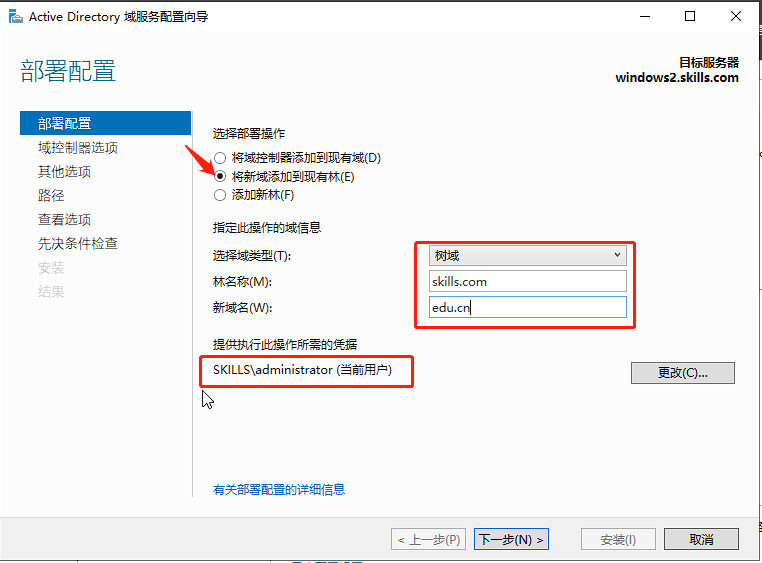 Active Directory 域服务配置向导
部署配置
目标服务器
windows2.skills.com
部署配置
域控制器选项
其他选项
路径
查看选项
先决条件检查
安装
结果
选择部署操作
将域控制器添加到现有域(D)
将新域添加到现有林(E)
添加新林(F)
指定此操作的域信息
选择域类型(T): 树域
林名称(M): skills.com
新域名(W): edu.cn
提供执行此操作所需的凭据
SKILLS\administrator (当前用户) 更改(C)...
有关部署配置的详细信息
< 上一步(P) 下一步(N) > 安装(I) 取消